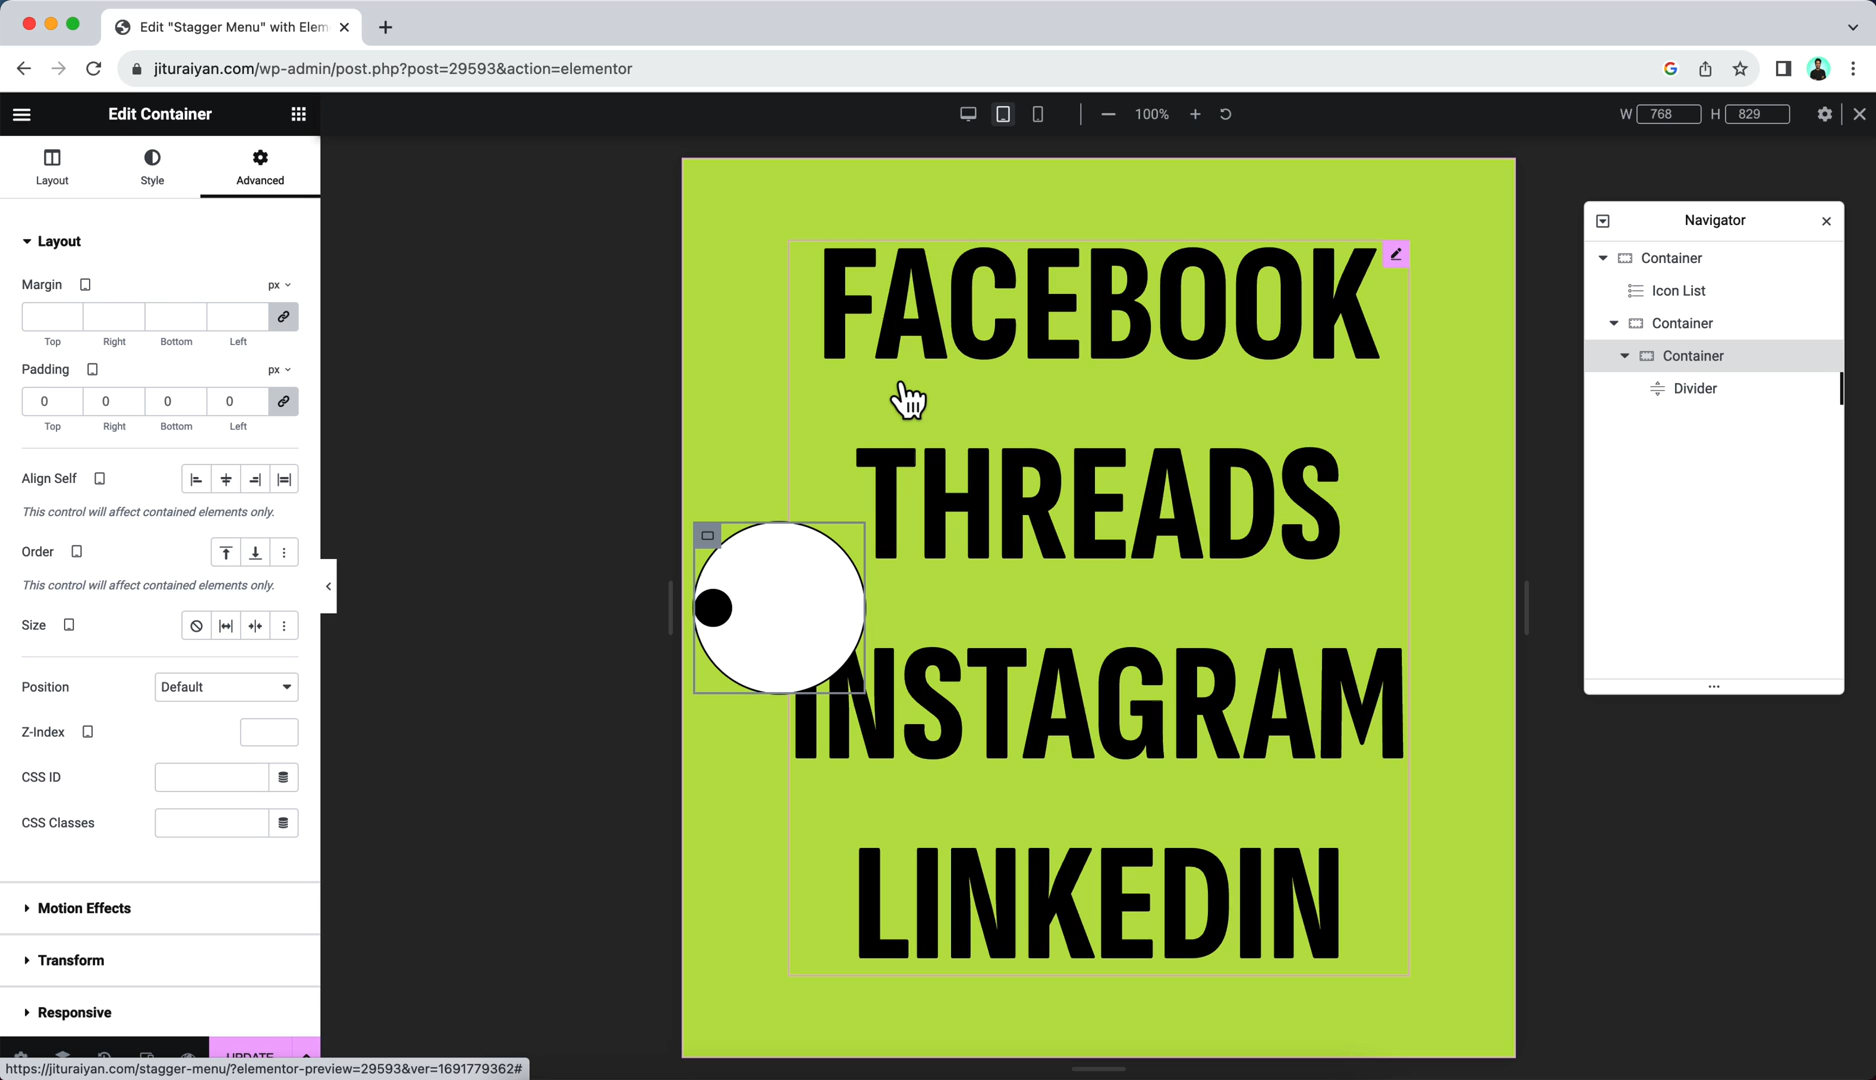 Edit "Stagger Menu" with Elem
jituraiyan.com/wp-admin/post.php?post=29593&action=elementor
Edit Container
100%
W 768 H 829
Layout
Style
Advanced
Layout
Margin
px
Top Right Bottom Left
Padding
px
0 0 0 0
Top Right Bottom Left
Align Self
This control will affect contained elements only.
Order
This control will affect contained elements only.
Size
Position
Default
Z-Index
CSS ID
CSS Classes
Motion Effects
Transform
Responsive
UPDATE
https://jituraiyan.com/stagger-menu/?elementor-preview=29593&ver=1691779362#
FACEBOOK
THREADS
INSTAGRAM
LINKEDIN
Navigator
Container
Icon List
Container
Container
Divider